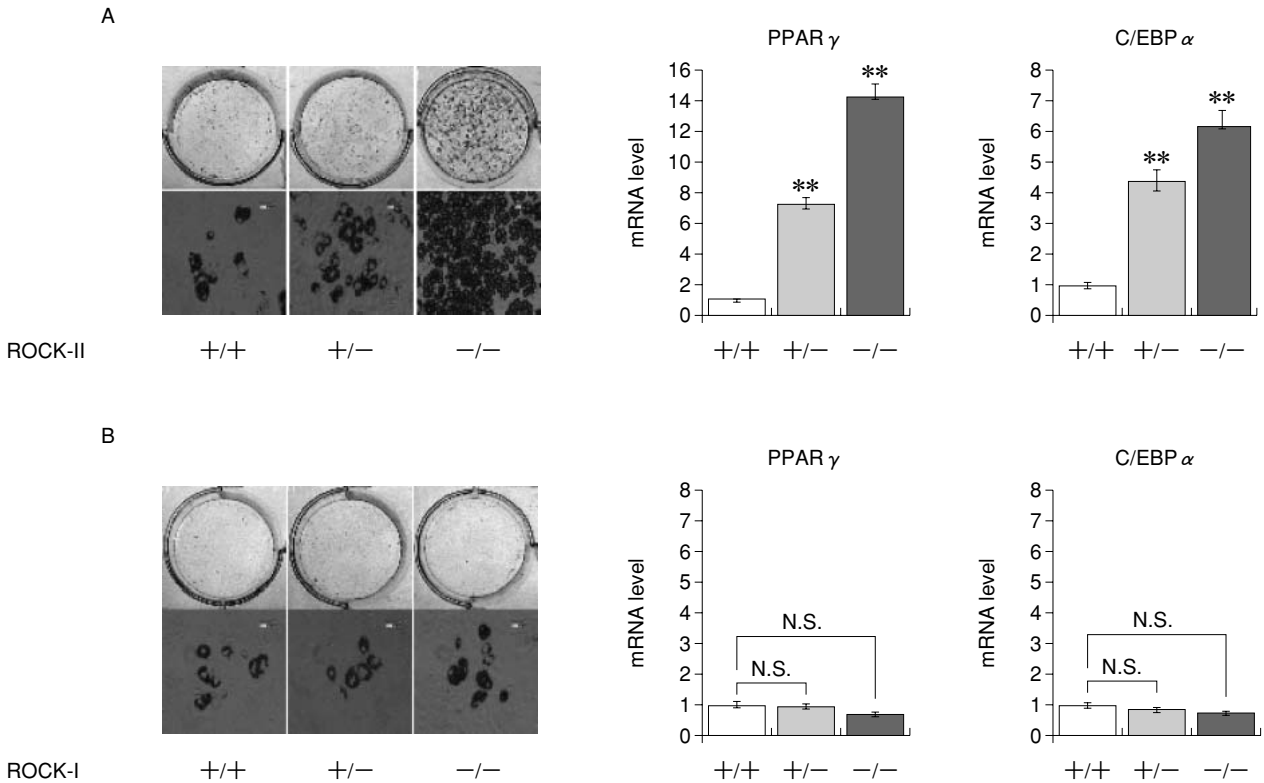 A
PPAR γ
C/EBP α
mRNA level
16
14
12
10
8
6
4
2
0
**
**
mRNA level
8
7
6
5
4
3
2
1
0
**
**
ROCK-II
+/+ +/− −/−
+/+ +/− −/−
+/+ +/− −/−
B
PPAR γ
C/EBP α
mRNA level
8
7
6
5
4
3
2
1
0
N.S.
N.S.
mRNA level
8
7
6
5
4
3
2
1
0
N.S.
N.S.
ROCK-I
+/+ +/− −/−
+/+ +/− −/−
+/+ +/− −/−